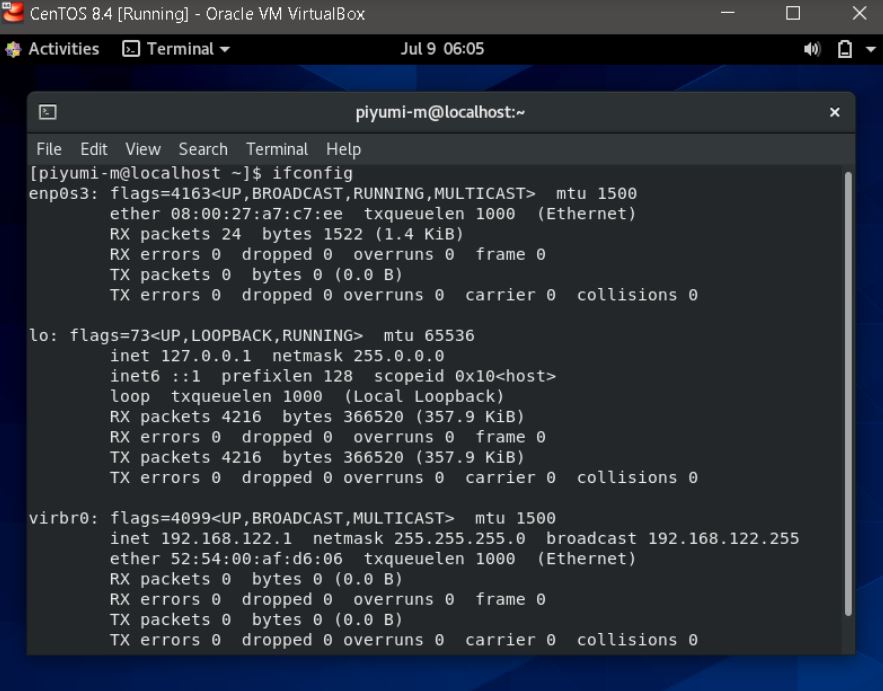 CenTOS 8.4 [Running] - Oracle VM VirtualBox
Activities Terminal Jul 9 06:05
piyumi-m@localhost:~
File Edit View Search Terminal Help
[piyumi-m@localhost ~]$ ifconfig
enp0s3: flags=4163<UP,BROADCAST,RUNNING,MULTICAST>  mtu 1500
        ether 08:00:27:a7:c7:ee  txqueuelen 1000  (Ethernet)
        RX packets 24  bytes 1522 (1.4 KiB)
        RX errors 0  dropped 0  overruns 0  frame 0
        TX packets 0  bytes 0 (0.0 B)
        TX errors 0  dropped 0 overruns 0  carrier 0  collisions 0
lo: flags=73<UP,LOOPBACK,RUNNING>  mtu 65536
        inet 127.0.0.1  netmask 255.0.0.0
        inet6 ::1  prefixlen 128  scopeid 0x10<host>
        loop  txqueuelen 1000  (Local Loopback)
        RX packets 4216  bytes 366520 (357.9 KiB)
        RX errors 0  dropped 0  overruns 0  frame 0
        TX packets 4216  bytes 366520 (357.9 KiB)
        TX errors 0  dropped 0 overruns 0  carrier 0  collisions 0
virbr0: flags=4099<UP,BROADCAST,MULTICAST>  mtu 1500
        inet 192.168.122.1  netmask 255.255.255.0  broadcast 192.168.122.255
        ether 52:54:00:af:d6:06  txqueuelen 1000  (Ethernet)
        RX packets 0  bytes 0 (0.0 B)
        RX errors 0  dropped 0  overruns 0  frame 0
        TX packets 0  bytes 0 (0.0 B)
        TX errors 0  dropped 0 overruns 0  carrier 0  collisions 0